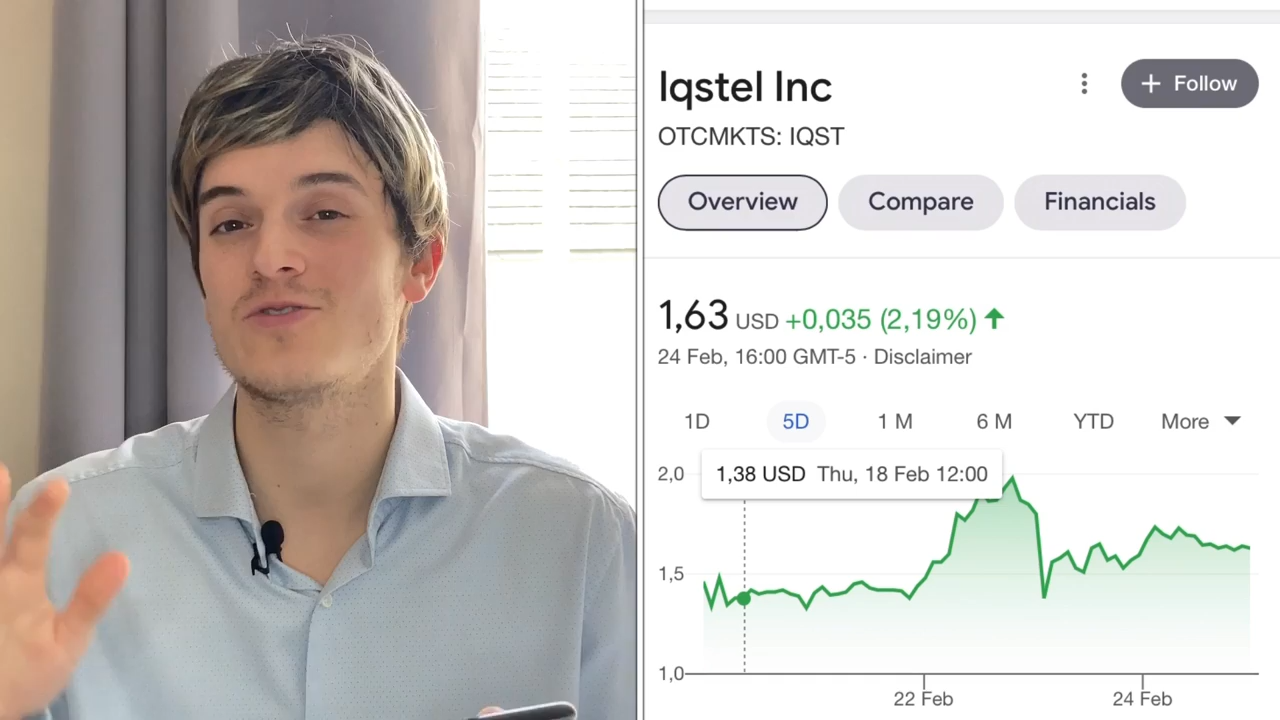 Iqstel Inc
+ Follow
OTCMKTS: IQST
Overview Compare Financials
1,63 USD +0,035 (2,19%)
24 Feb, 16:00 GMT-5 · Disclaimer
1D 5D 1 M 6 M YTD More
1,38 USD Thu, 18 Feb 12:00
2,0
1,5
1,0
22 Feb 24 Feb